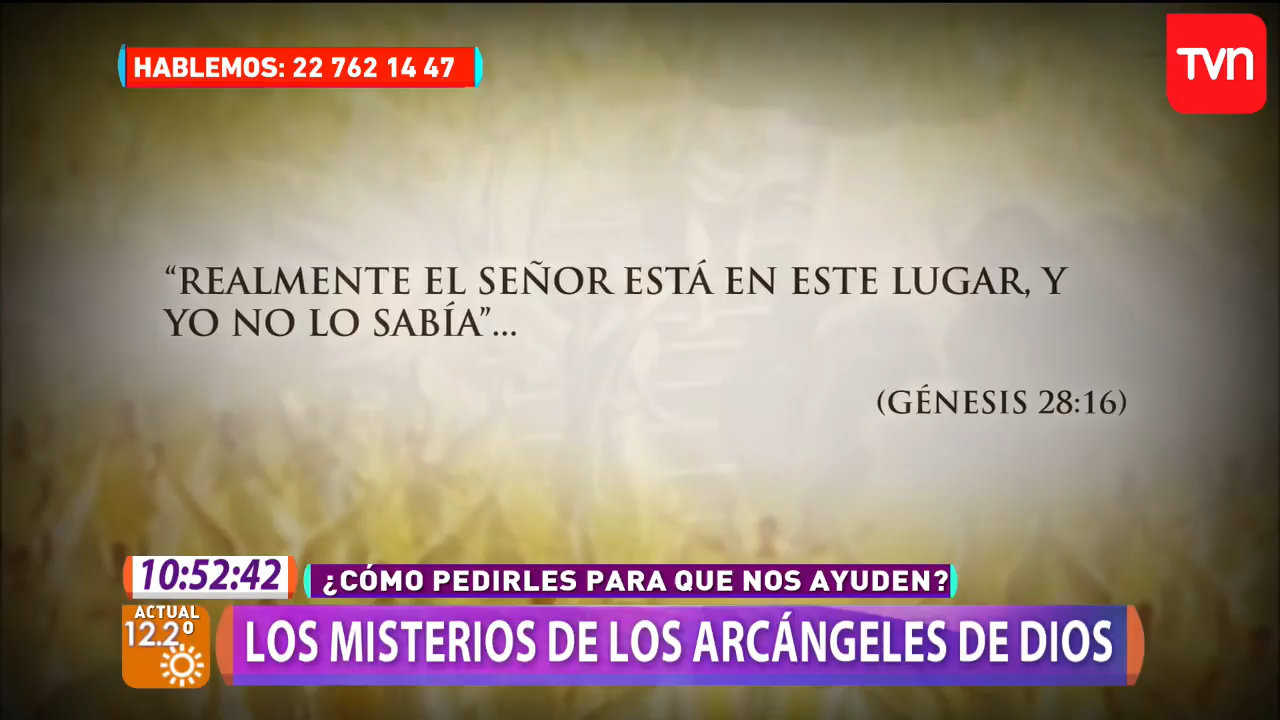 HABLEMOS: 22 762 14 47
TVN
“REALMENTE EL SEÑOR ESTÁ EN ESTE LUGAR, Y
YO NO LO SABÍA”...
(GÉNESIS 28:16)
10:52:42
¿CÓMO PEDIRLES PARA QUE NOS AYUDEN?
ACTUAL
12.2º
LOS MISTERIOS DE LOS ARCÁNGELES DE DIOS